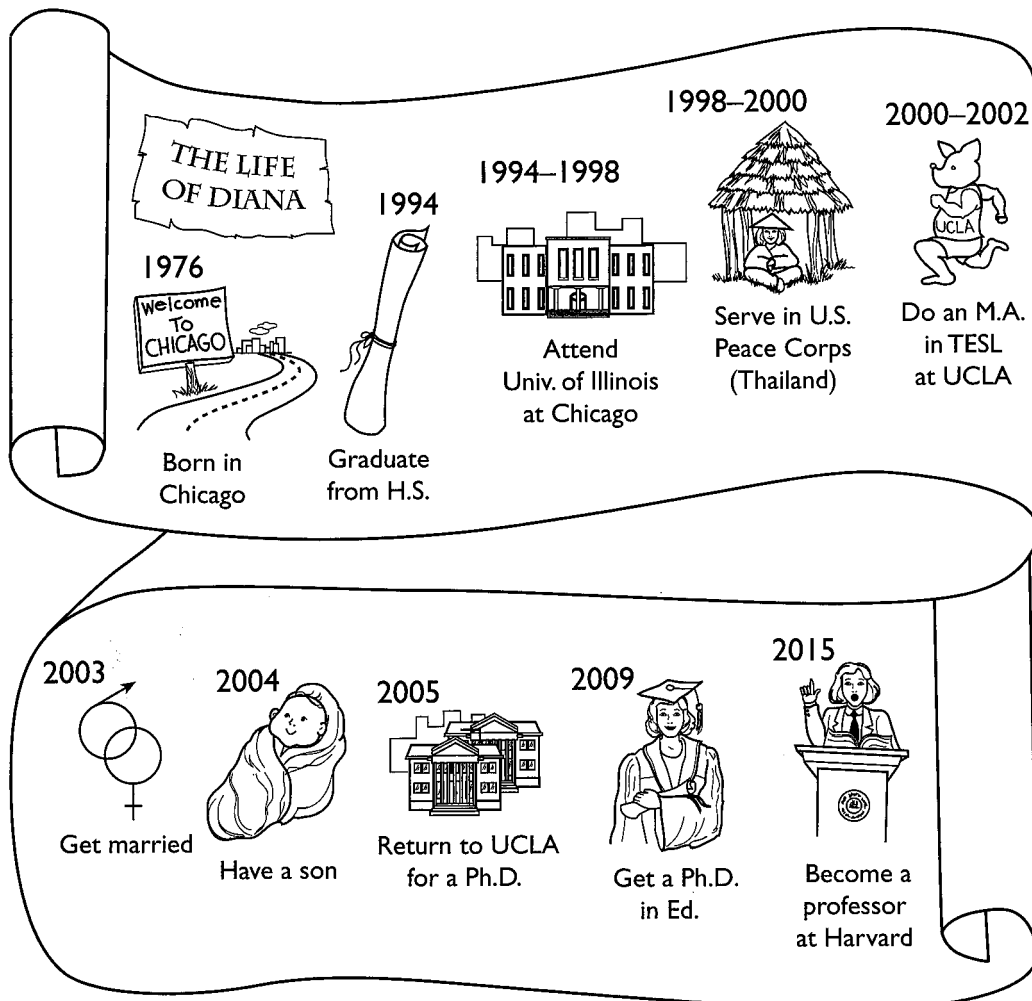 THE LIFE
OF DIANA
1976
Welcome
To
CHICAGO
Born in
Chicago
1994
Graduate
from H.S.
1994–1998
Attend
Univ. of Illinois
at Chicago
1998–2000
Serve in U.S.
Peace Corps
(Thailand)
2000–2002
UCLA
Do an M.A.
in TESL
at UCLA
2003
Get married
2004
Have a son
2005
Return to UCLA
for a Ph.D.
2009
Get a Ph.D.
in Ed.
2015
Become a
professor
at Harvard